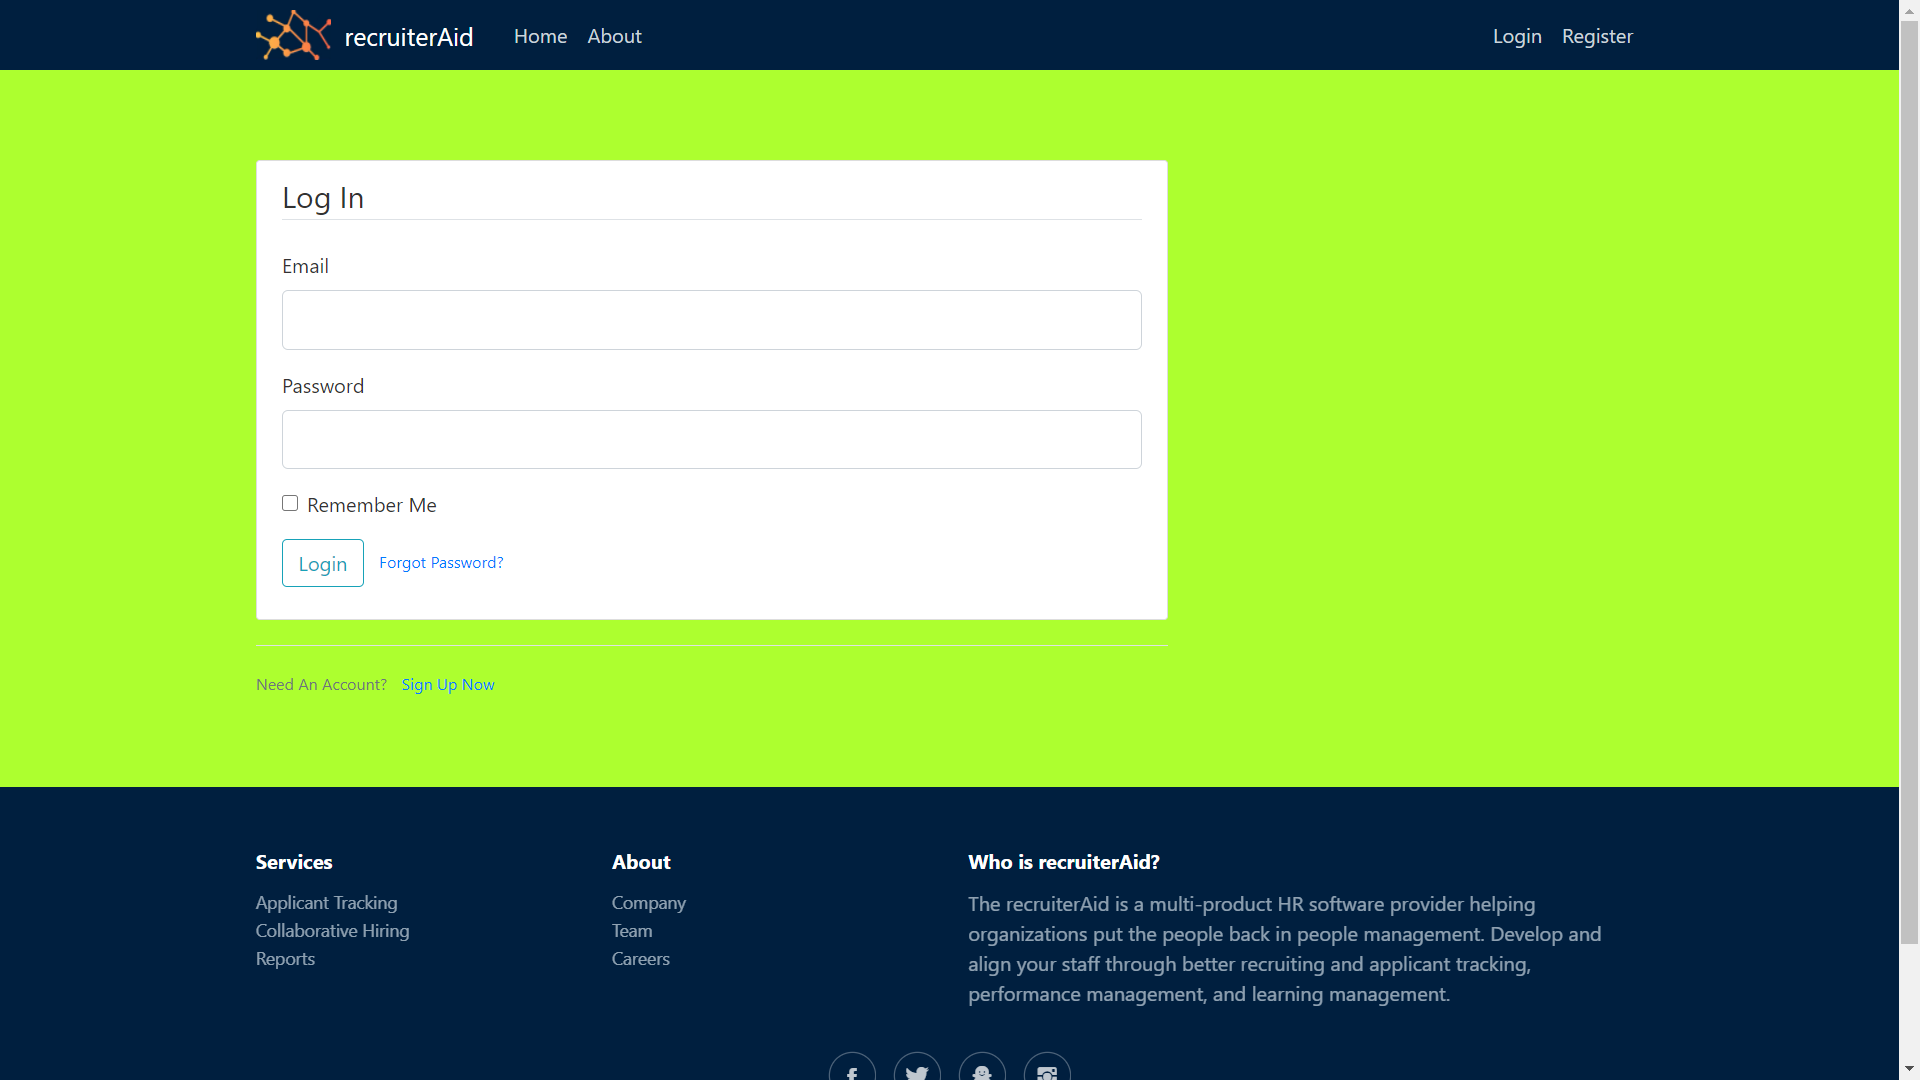 recruiterAid Home About Login Register
Log In
Email
Password
Remember Me
Login Forgot Password?
Need An Account? Sign Up Now
Services
Applicant Tracking
Collaborative Hiring
Reports
About
Company
Team
Careers
Who is recruiterAid?
The recruiterAid is a multi-product HR software provider helping
organizations put the people back in people management. Develop and
align your staff through better recruiting and applicant tracking,
performance management, and learning management.